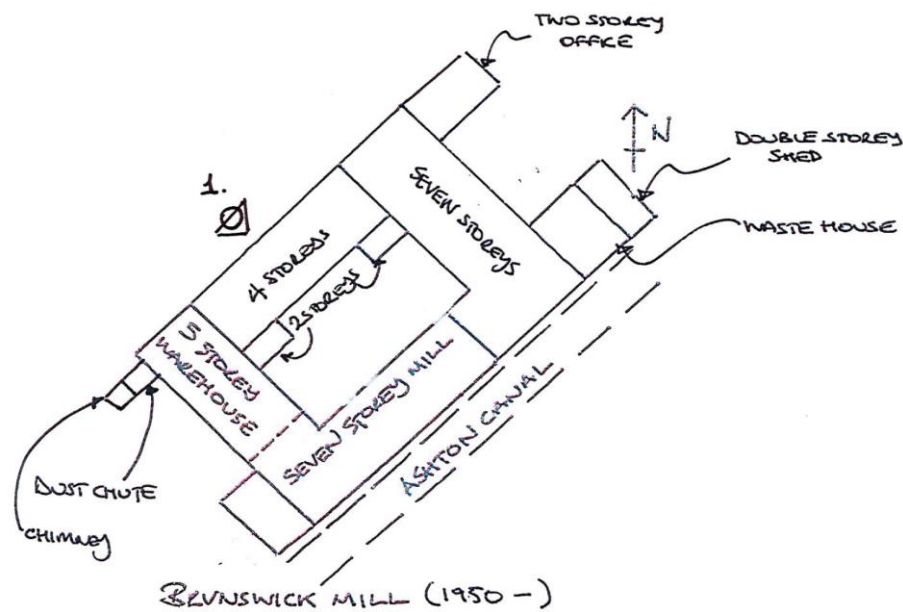 TWO STOREY
OFFICE
N
DOUBLE STOREY
SHED
WASTE HOUSE
1.
SEVEN STOREYS
4 STOREYS
2 STOREYS
5 STOREY
WAREHOUSE
SEVEN STOREY MILL
ASHTON CANAL
DUST CHUTE
CHIMNEY
BRUNSWICK MILL (1950 -)